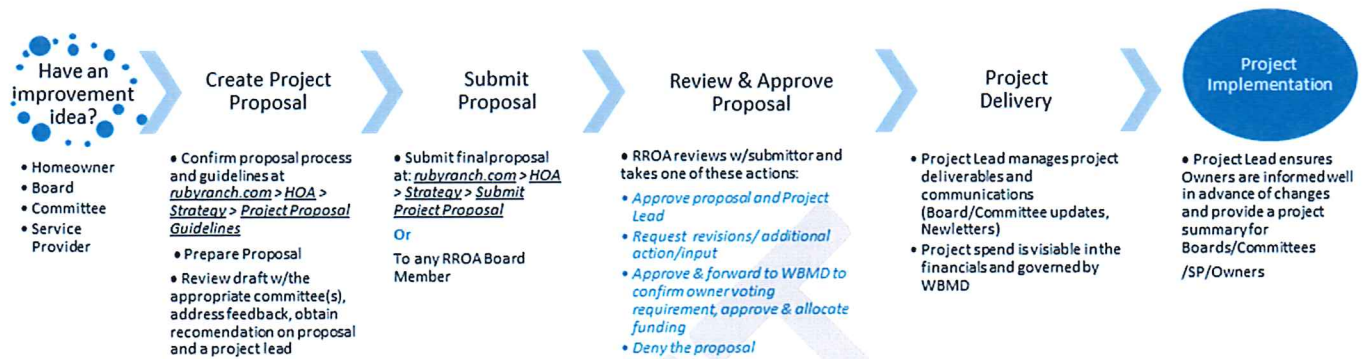 Have an
improvement
idea?
• Homeowner
• Board
• Committee
• Service
Provider
Create Project
Proposal
• Confirm proposal process
and guidelines at
rubyranch.com > HOA >
Strategy > Project Proposal
Guidelines
• Prepare Proposal
• Review draft w/the
appropriate committee(s),
address feedback, obtain
recomendation on proposal
and a project lead
Submit
Proposal
• Submit final proposal
at: rubyranch.com > HOA
> Strategy > Submit
Project Proposal
Or
To any RROA Board
Member
Review & Approve
Proposal
• RROA reviews w/submittor and
takes one of these actions:
• Approve proposal and Project
Lead
• Request revisions/ additional
action/input
• Approve & forward to WBMD to
confirm owner voting
requirement, approve & allocate
funding
• Deny the proposal
Project
Delivery
• Project Lead manages project
deliverables and
communications
(Board/Committee updates,
Newletters)
• Project spend is visiable in the
financials and governed by
WBMD
Project
Implementation
• Project Lead ensures
Owners are informed well
in advance of changes
and provide a project
summary for
Boards/Committees
/SP/Owners